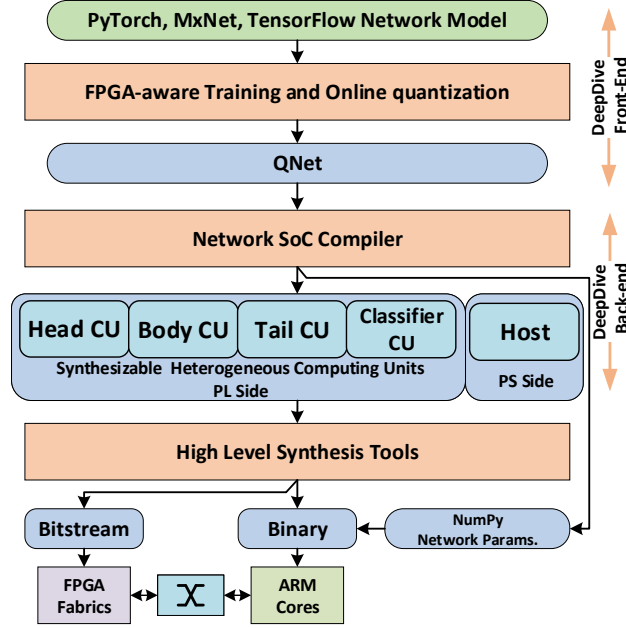 PyTorch, MxNet, TensorFlow Network Model
FPGA-aware Training and Online quantization
QNet
DeepDive
Front-End
Network SoC Compiler
Head CU
Body CU
Tail CU
Classifier
CU
Synthesizable Heterogeneous Computing Units
PL Side
Host
PS Side
DeepDive
Back-end
High Level Synthesis Tools
Bitstream
Binary
NumPy
Network Params.
FPGA
Fabrics
ARM
Cores